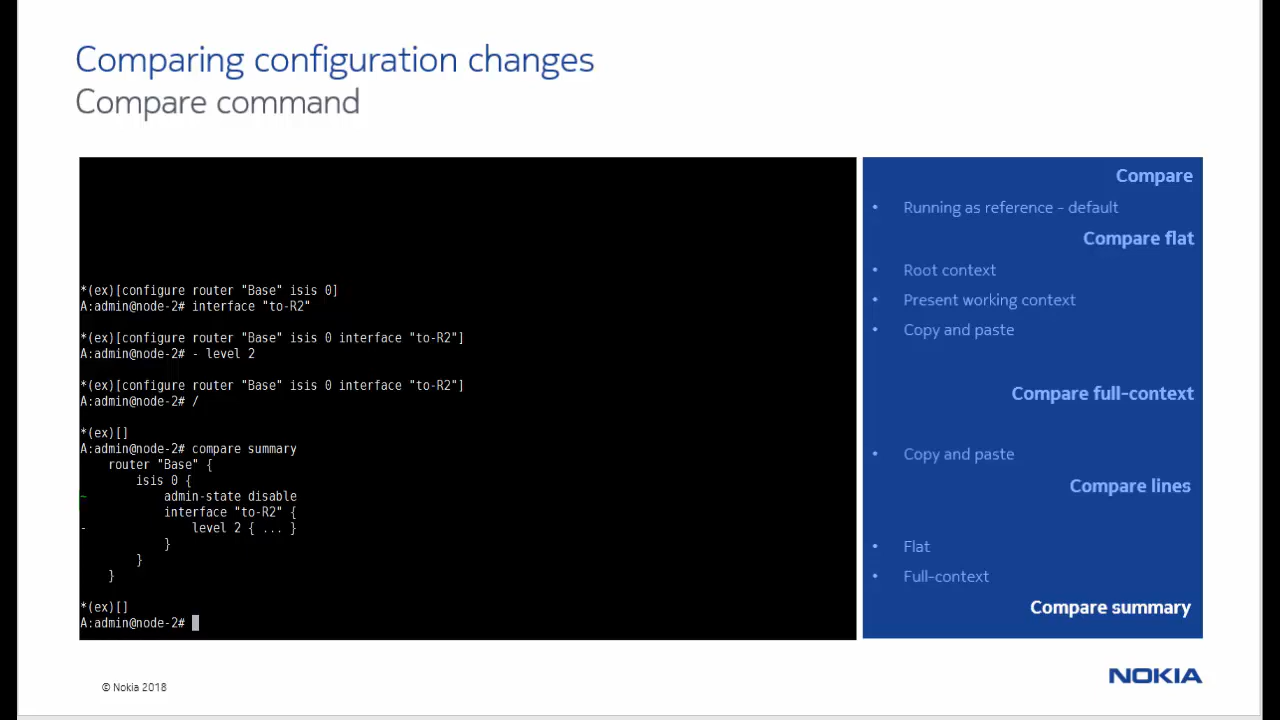 Comparing configuration changes
Compare command
*(ex)[configure router "Base" isis 0]
A:admin@node-2# interface "to-R2"
*(ex)[configure router "Base" isis 0 interface "to-R2"]
A:admin@node-2# - level 2
*(ex)[configure router "Base" isis 0 interface "to-R2"]
A:admin@node-2# /
*(ex)[]
A:admin@node-2# compare summary
router "Base" {
isis 0 {
~ admin-state disable
interface "to-R2" {
- level 2 { ... }
}
}
}
*(ex)[]
A:admin@node-2#
Compare
• Running as reference – default
Compare flat
• Root context
• Present working context
• Copy and paste
Compare full-context
• Copy and paste
Compare lines
• Flat
• Full-context
Compare summary
© Nokia 2018
NOKIA